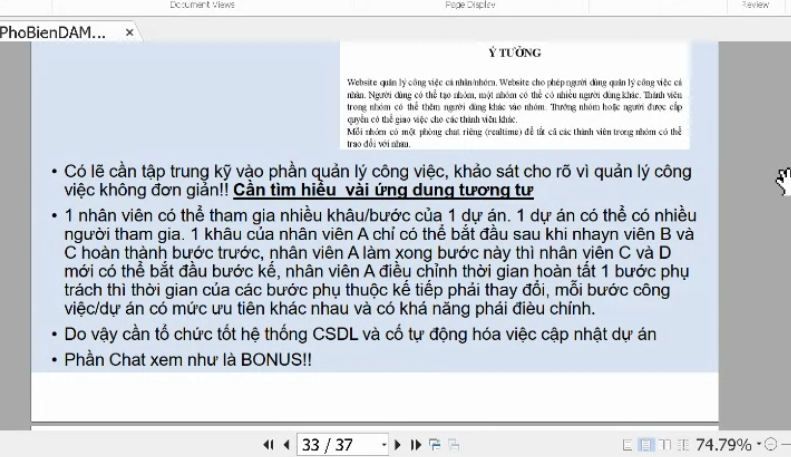 Document Views
Page Display
Review
PhoBienDAM... ×
Ý TƯỞNG
Website quản lý công việc cá nhân/nhóm. Website cho phép người dùng quản lý công việc cá
nhân. Người dùng có thể tạo nhóm, một nhóm có thể có nhiều người dùng khác. Thành viên
trong nhóm có thể thêm người dùng khác vào nhóm. Trưởng nhóm hoặc người được cấp
quyền có thể giao việc cho các thành viên khác.
Mỗi nhóm có một phòng chat riêng (realtime) để tất cả các thành viên trong nhóm có thể
trao đổi với nhau.
• Có lẽ cần tập trung kỹ vào phần quản lý công việc, khảo sát cho rõ vì quản lý công
việc không đơn giản!! Cần tìm hiểu vài ứng dung tương tư
• 1 nhân viên có thể tham gia nhiều khâu/bước của 1 dự án. 1 dự án có thể có nhiều
người tham gia. 1 khâu của nhân viên A chỉ có thể bắt đầu sau khi nhayn viên B và
C hoàn thành bước trước, nhân viên A làm xong bước này thì nhân viên C và D
mới có thể bắt đầu bước kế, nhân viên A điều chỉnh thời gian hoàn tất 1 bước phụ
trách thì thời gian của các bước phụ thuộc kế tiếp phải thay đổi, mỗi bước công
việc/dự án có mức ưu tiên khác nhau và có khá năng phái đièu chính.
• Do vậy cần tổ chức tốt hệ thống CSDL và cố tự động hóa việc cập nhật dự án
• Phần Chat xem như là BONUS!!
33 / 37
74.79%